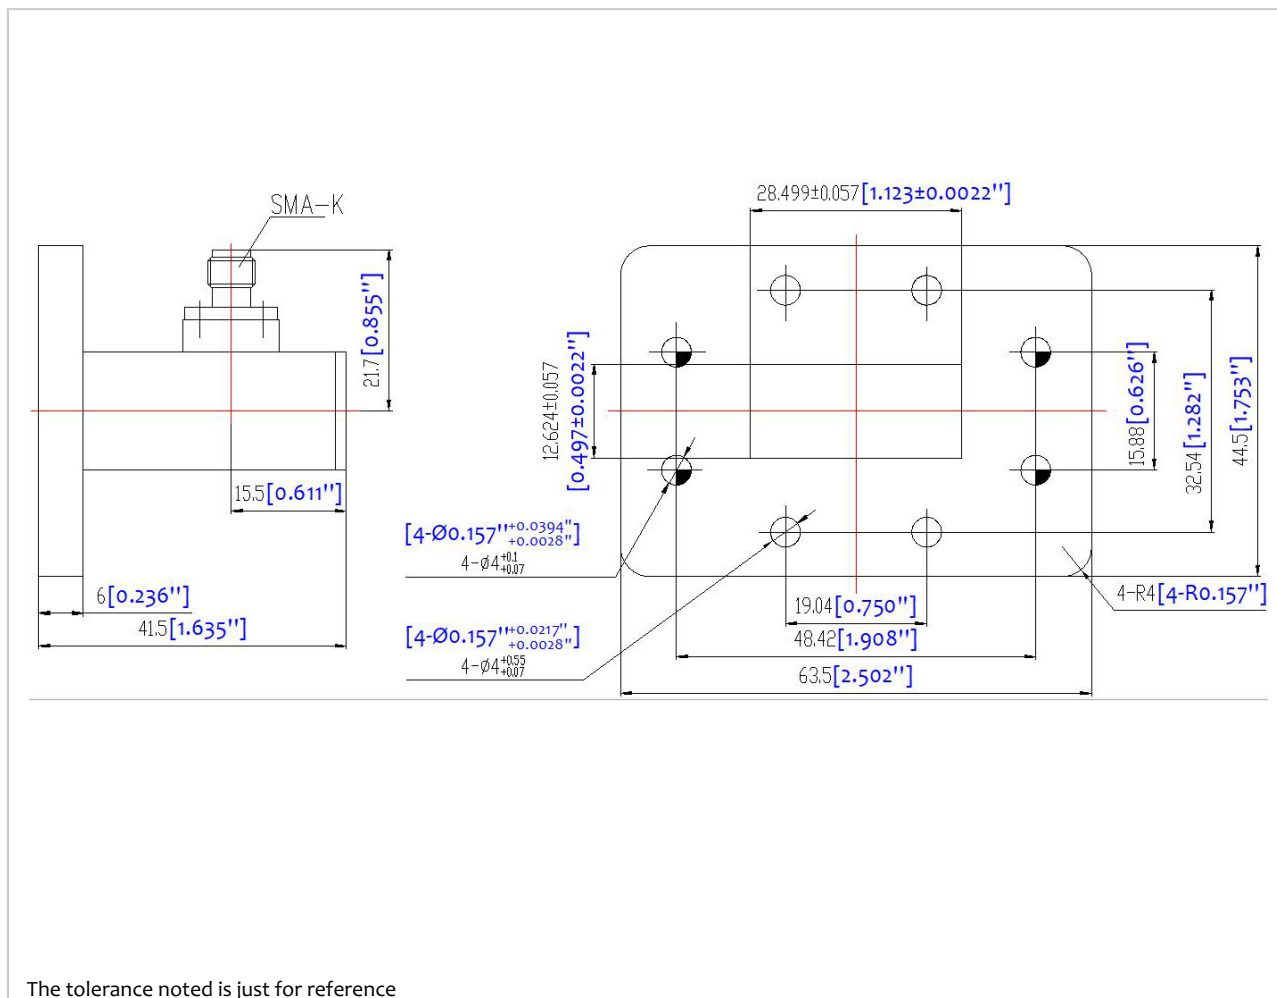 SMA-K
28.499±0.057[1.123±0.0022'']
21.7[0.855'']
12.624±0.057
[0.497±0.0022'']
15.88[0.626'']
32.54[1.282'']
44.5[1.753'']
15.5[0.611'']
[4-Ø0.157''+0.0394"
+0.0028"]
4-ø4+0.1
+0.07
6[0.236'']
41.5[1.635'']
[4-Ø0.157''+0.0217"
+0.0028"]
4-ø4+0.55
+0.07
19.04[0.750'']
48.42[1.908'']
63.5[2.502'']
4-R4[4-R0.157'']
The tolerance noted is just for reference